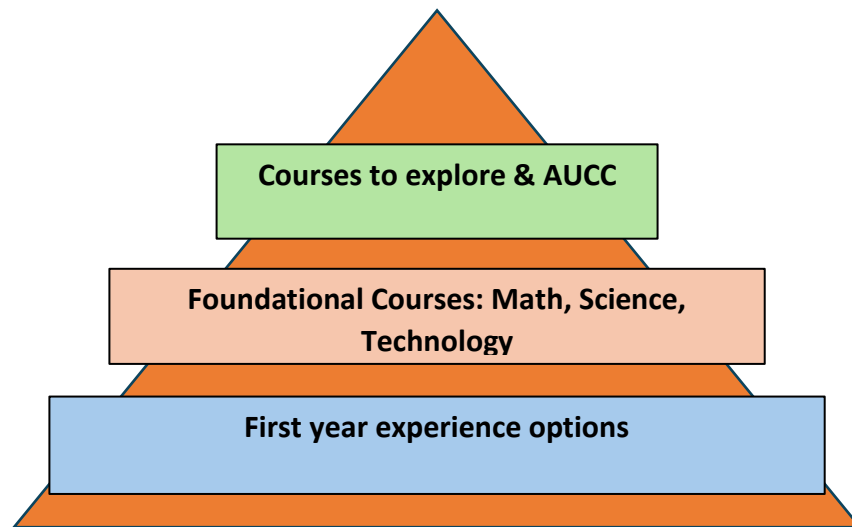 Courses to explore & AUCC
Foundational Courses: Math, Science,
Technology
First year experience options